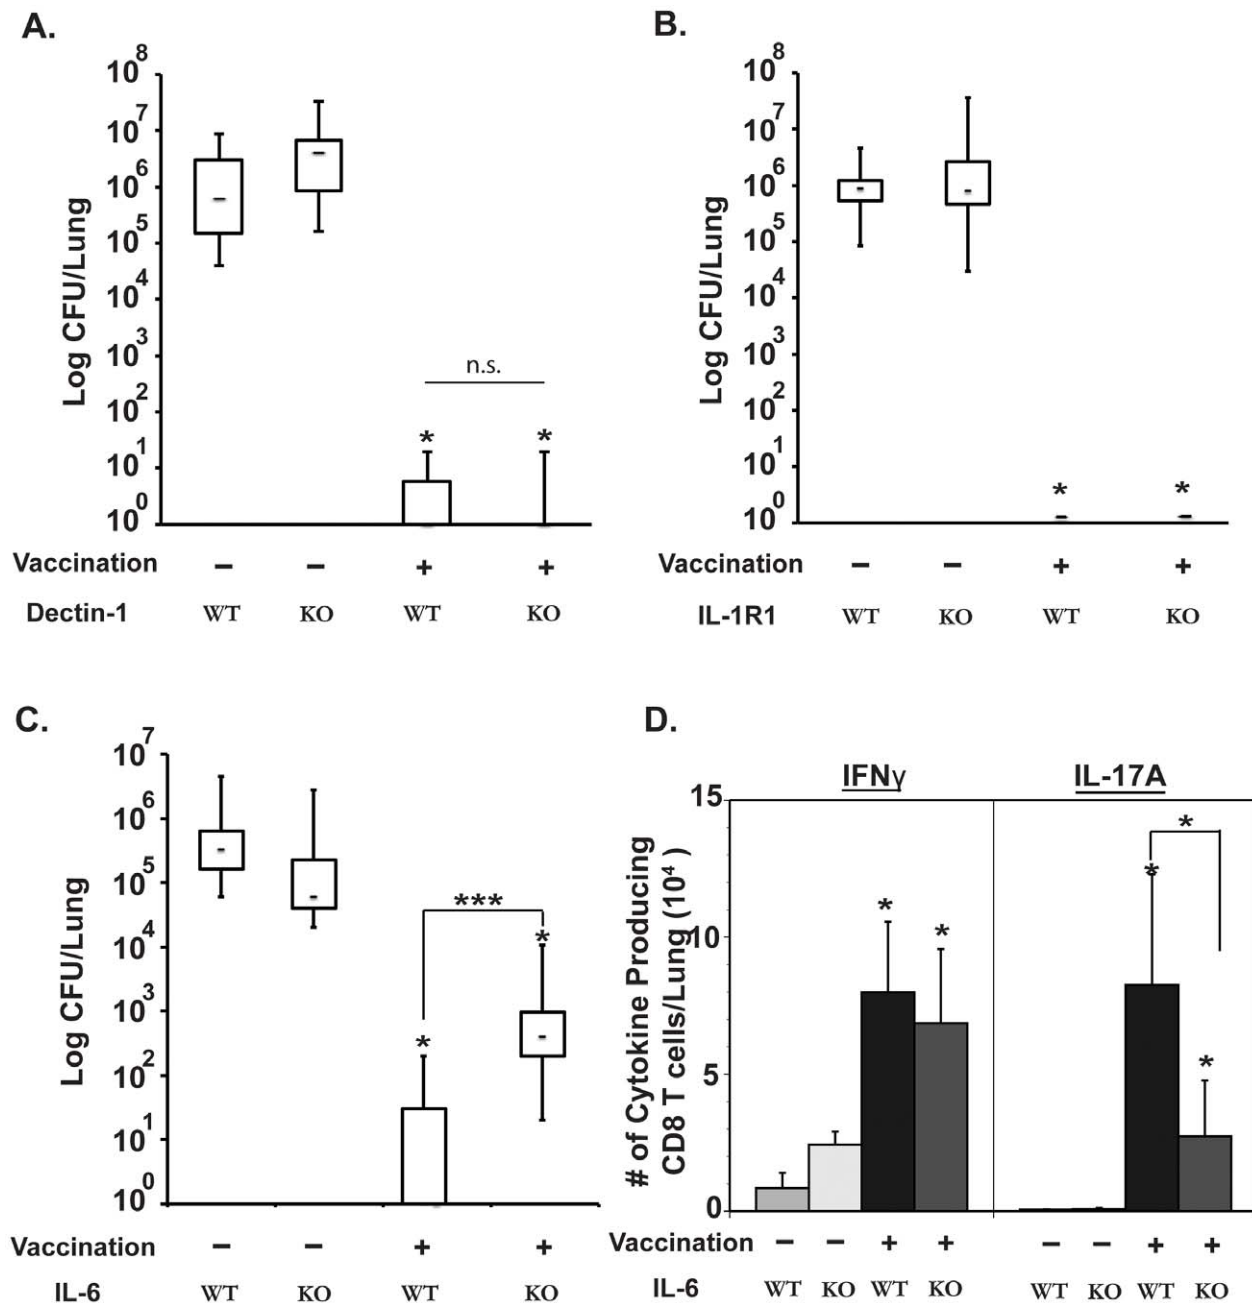 A.
10^8
10^7
10^6
10^5
10^4
10^3
10^2
10^1
10^0
Log CFU/Lung
n.s.
* *
Vaccination − − + +
Dectin-1 WT KO WT KO
B.
10^8
10^7
10^6
10^5
10^4
10^3
10^2
10^1
10^0
Log CFU/Lung
* *
Vaccination − − + +
IL-1R1 WT KO WT KO
C.
10^7
10^6
10^5
10^4
10^3
10^2
10^1
10^0
Log CFU/Lung
***
*
*
Vaccination − − + +
IL-6 WT KO WT KO
D.
IFNγ IL-17A
15
10
5
0
# of Cytokine Producing
CD8 T cells/Lung (10^4 )
*
*
* *
*
*
Vaccination − − + + − − + +
IL-6 WT KO WT KO WT KO WT KO